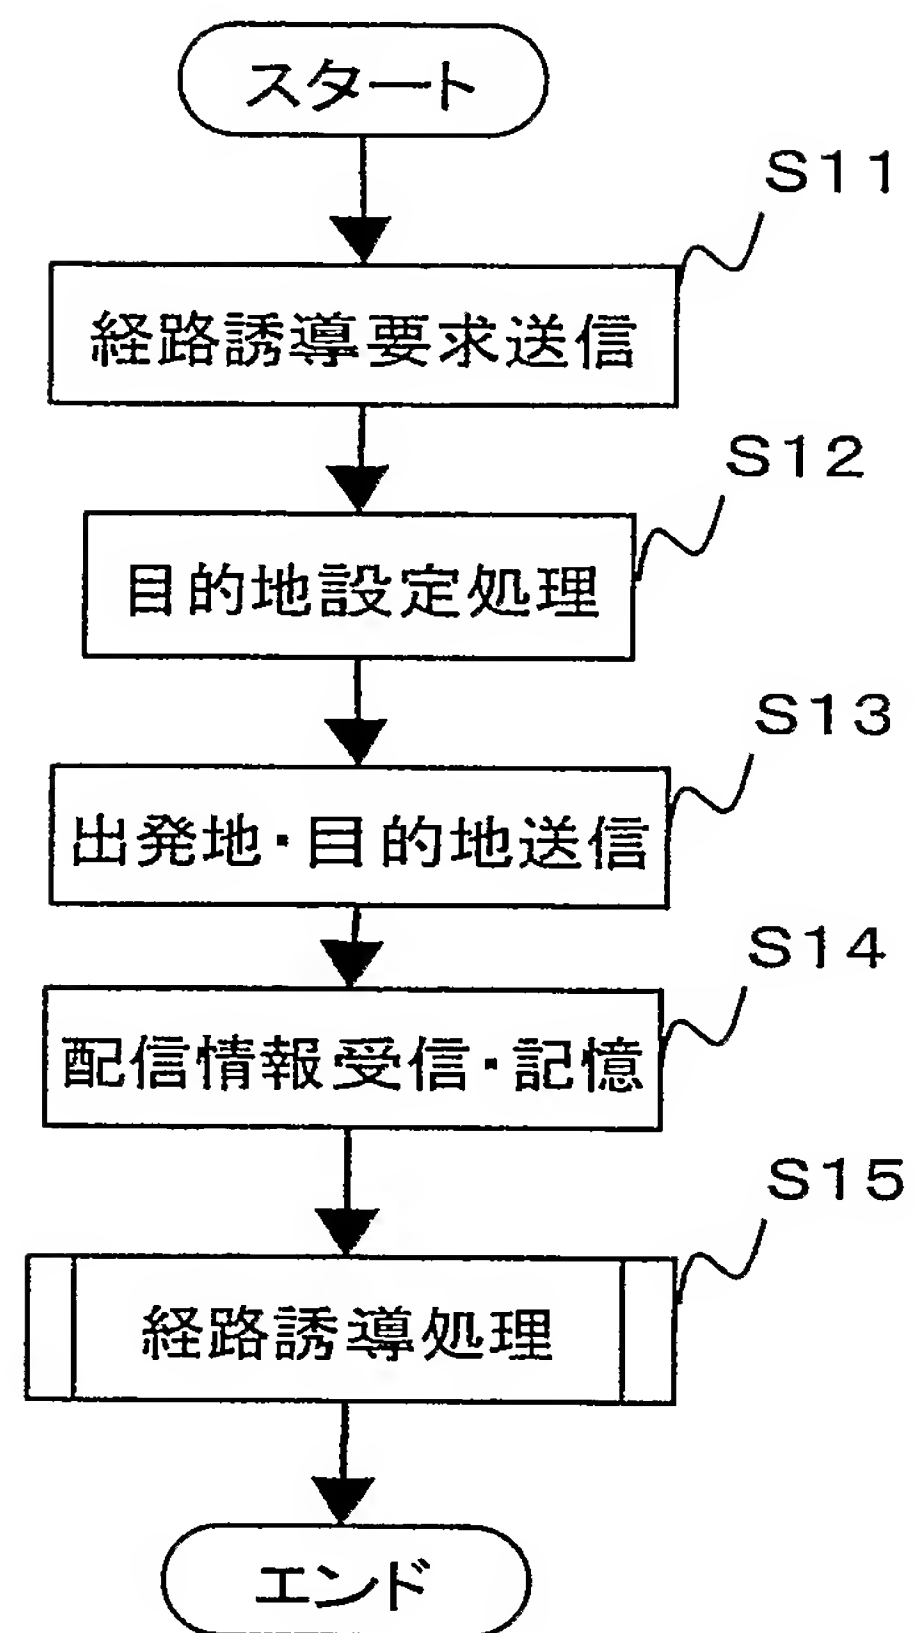 スタート
S11
経路誘導要求送信
S12
目的地設定処理
S13
出発地・目的地送信
S14
配信情報受信・記憶
S15
経路誘導処理
エンド